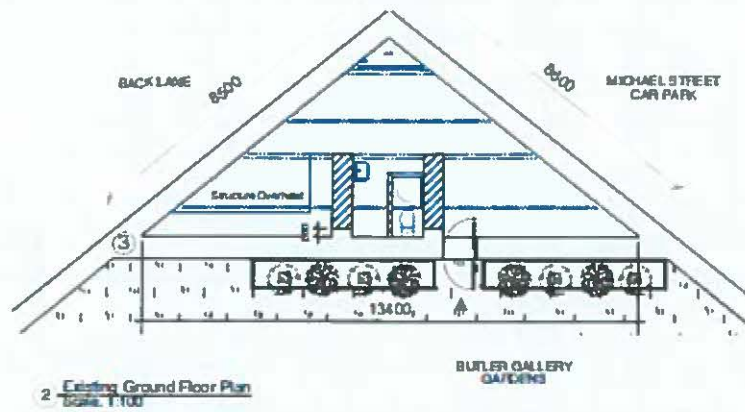 BACK LANE
8500
8600
MICHAEL STREET
CAR PARK
Structure Overhead
3
13400
BUTLER GALLERY
GARDENS
2 Existing Ground Floor Plan
Scale, 1:100